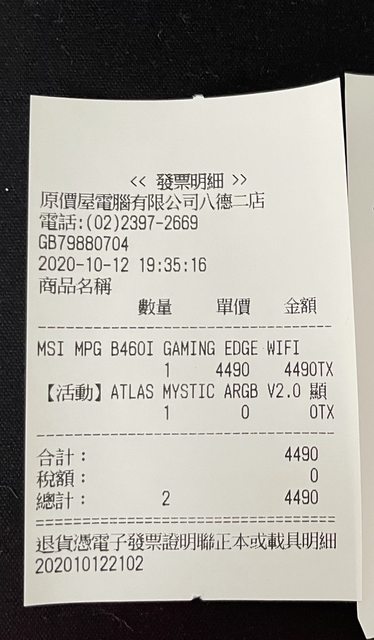 << 發票明細 >>
原價屋電腦有限公司八德二店
電話:(02)2397-2669
GB79880704
2020-10-12 19:35:16
商品名稱
數量 單價 金額
MSI MPG B460I GAMING EDGE WIFI
1 4490 4490TX
【活動】ATLAS MYSTIC ARGB V2.0 顯
1 0 0TX
合計： 4490
稅額： 0
總計： 2 4490
退貨憑電子發票證明聯正本或載具明細
202010122102